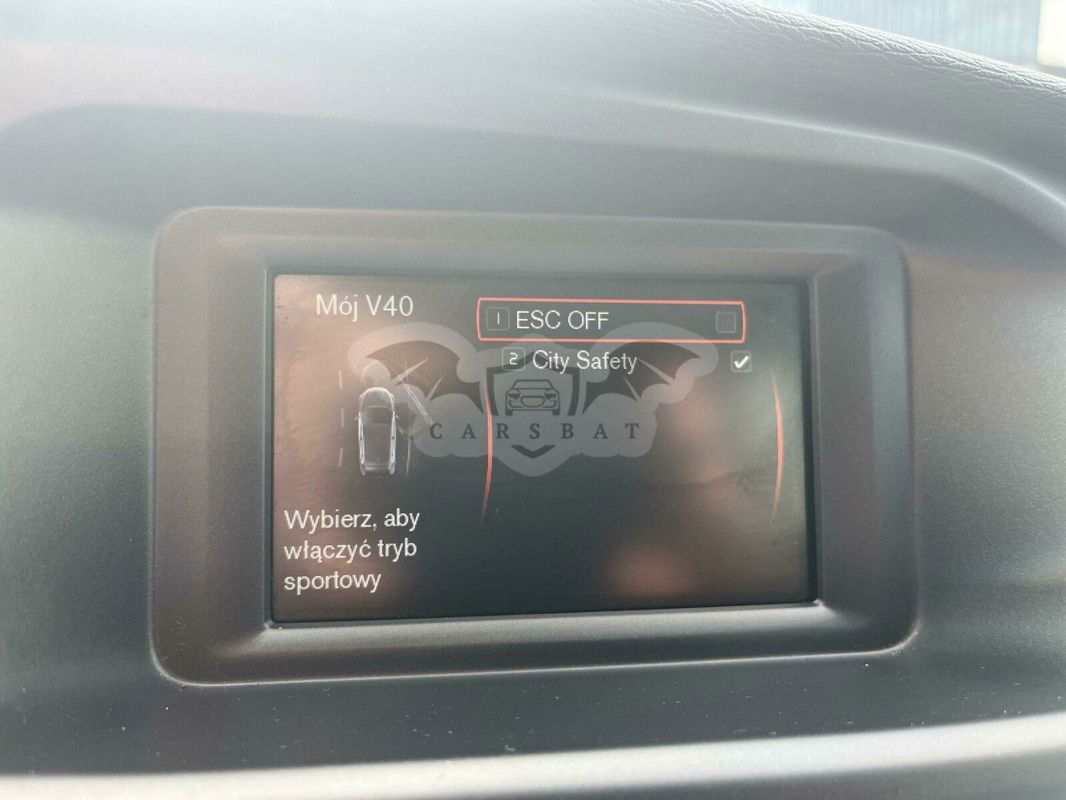 Mój V40
1 ESC OFF
2 City Safety
CARSBAT
Wybierz, aby
włączyć tryb
sportowy